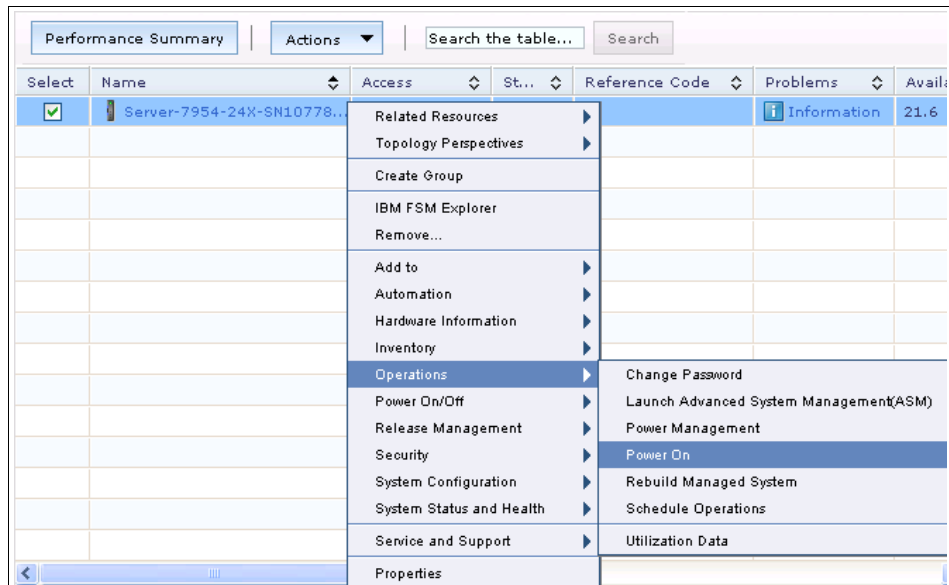 Performance Summary Actions Search the table... Search
Select Name Access St... Reference Code Problems Availa
Server-7954-24X-SN10778... Information 21.6
Related Resources
Topology Perspectives
Create Group
IBM FSM Explorer
Remove...
Add to
Automation
Hardware Information
Inventory
Operations
Power On/Off
Release Management
Security
System Configuration
System Status and Health
Service and Support
Properties
Change Password
Launch Advanced System Management(ASM)
Power Management
Power On
Rebuild Managed System
Schedule Operations
Utilization Data